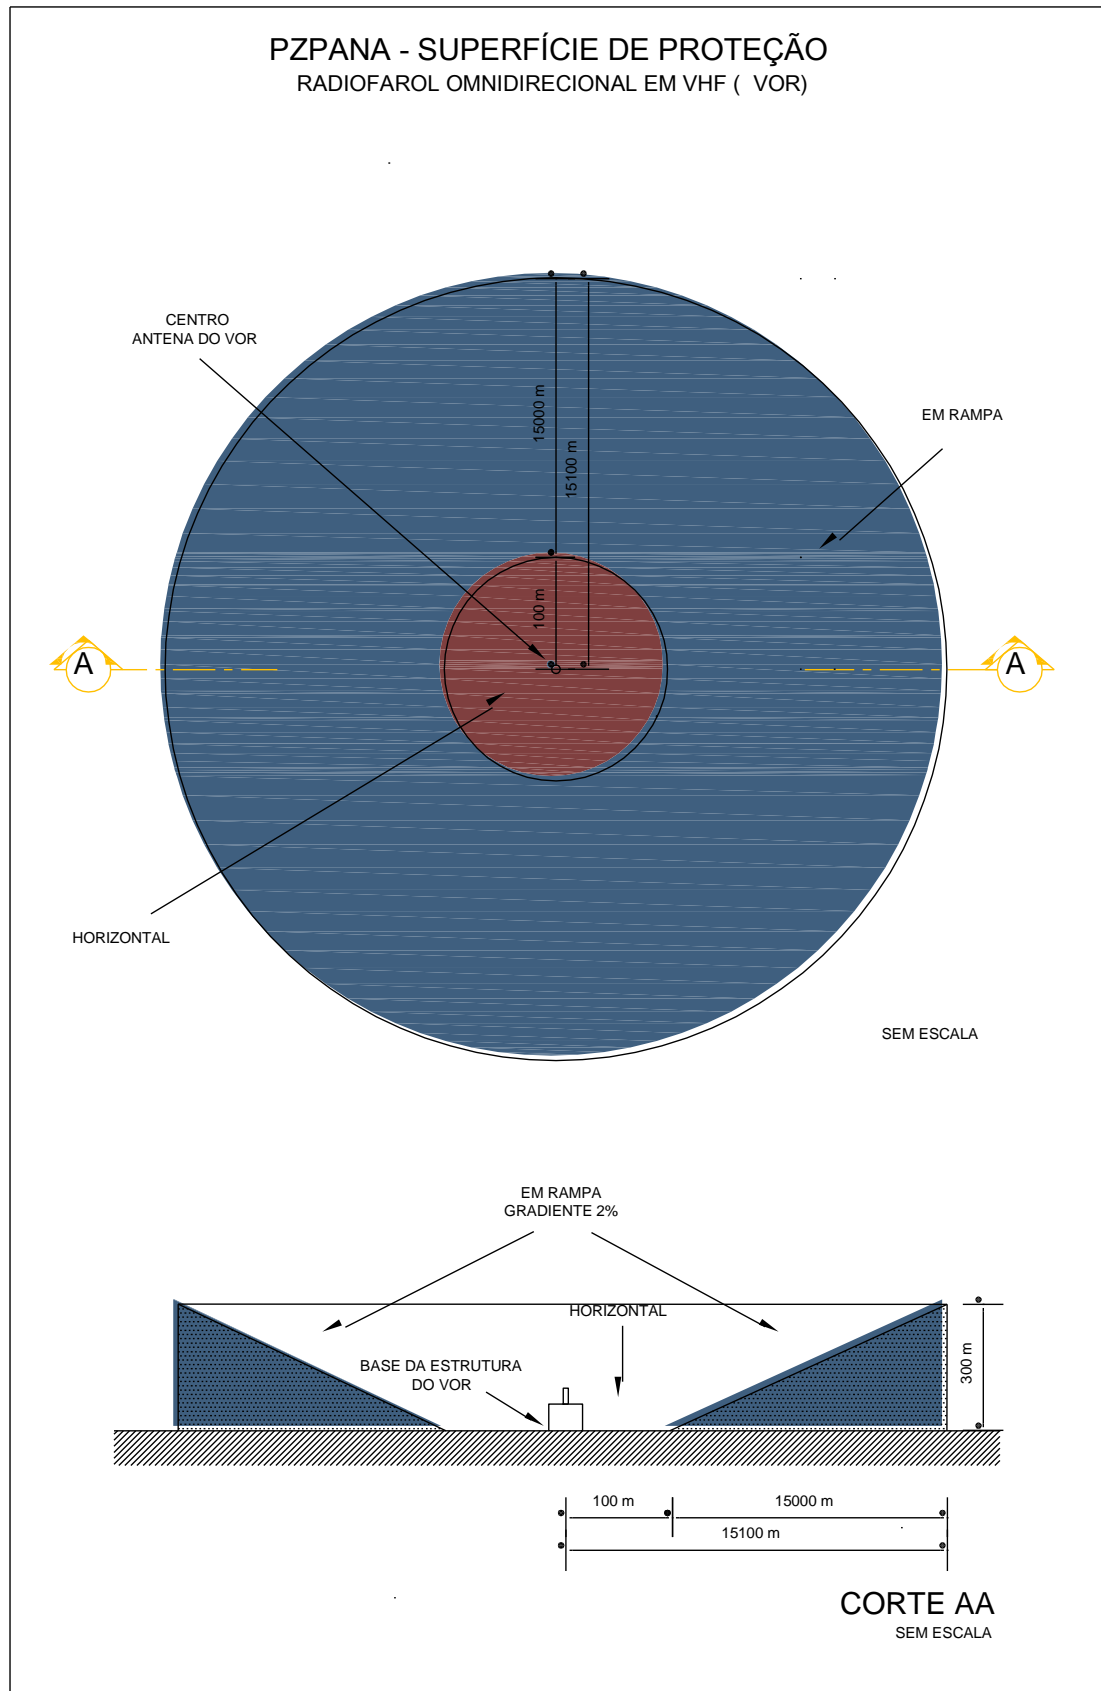 PZPANA - SUPERFÍCIE DE PROTEÇÃO
RADIOFAROL OMNIDIRECIONAL EM VHF ( VOR)
CENTRO
ANTENA DO VOR
15000 m
15100 m
EM RAMPA
100 m
A
A
HORIZONTAL
SEM ESCALA
EM RAMPA
GRADIENTE 2%
HORIZONTAL
BASE DA ESTRUTURA
DO VOR
300 m
100 m
15000 m
15100 m
CORTE AA
SEM ESCALA